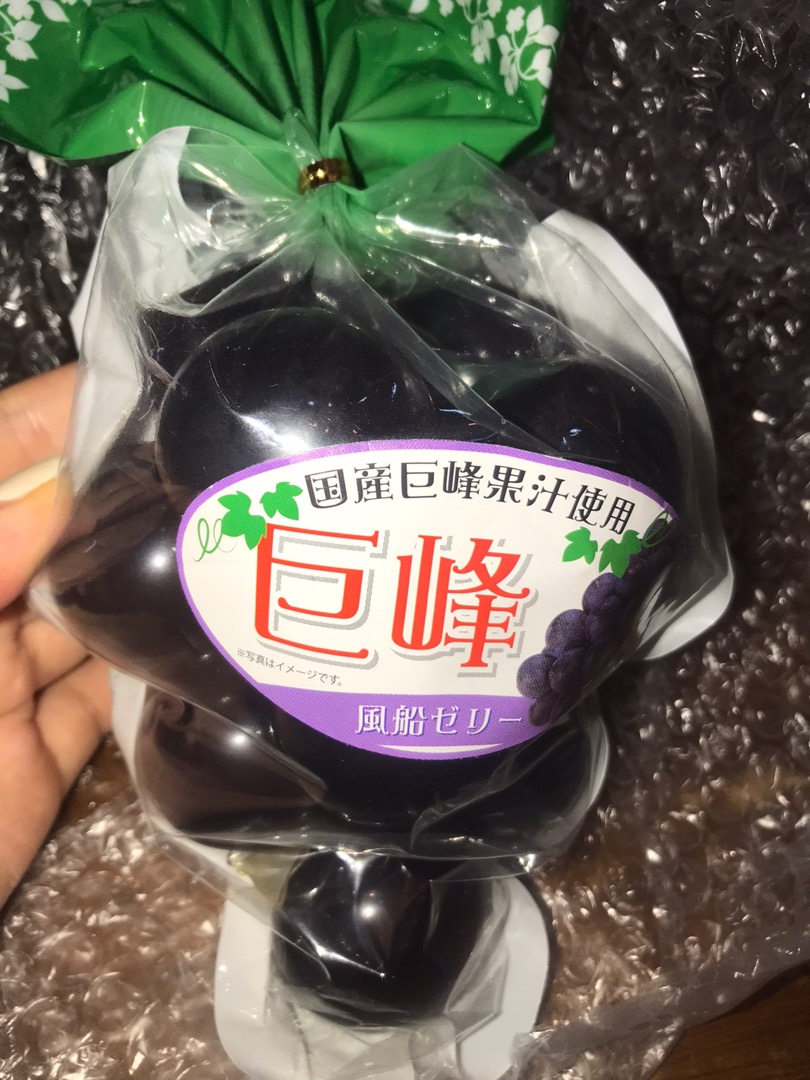 国産巨峰果汁使用
巨峰
※写真はイメージです。
風船ゼリー